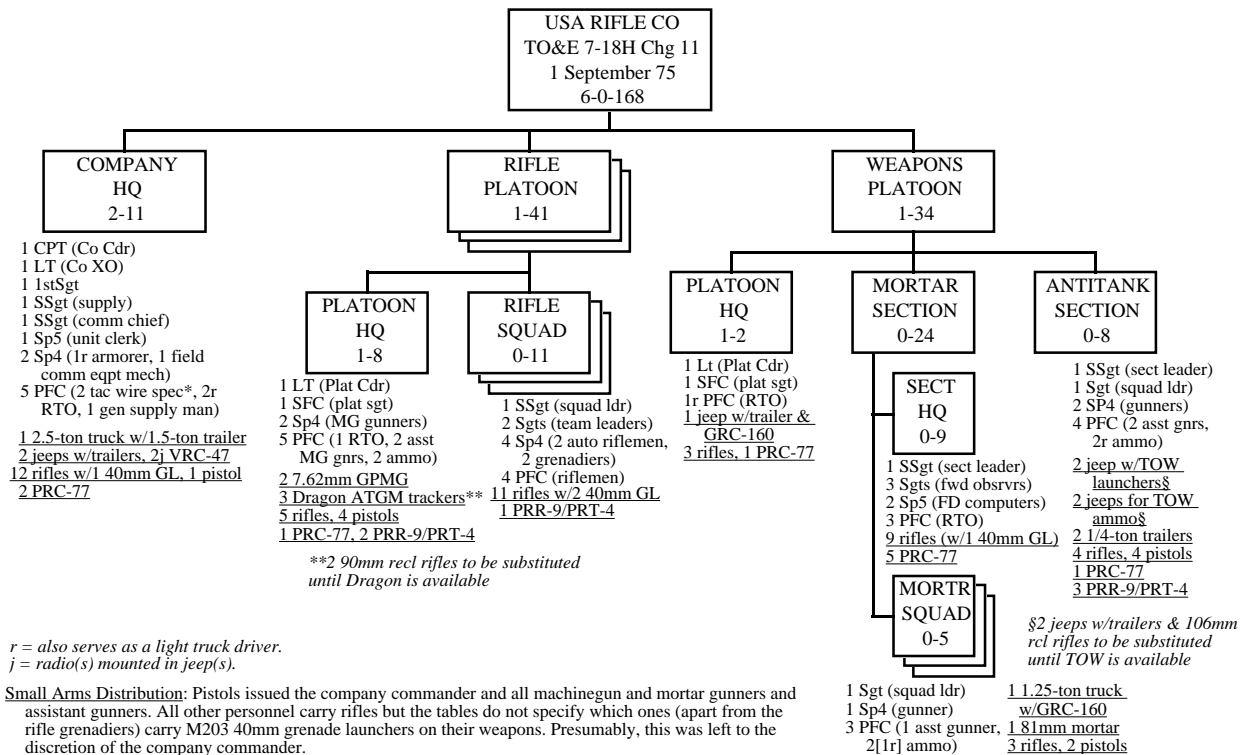 USA RIFLE CO
TO&E 7-18H Chg 11
1 September 75
6-0-168
COMPANY
HQ
2-11
RIFLE
PLATOON
1-41
WEAPONS
PLATOON
1-34
1 CPT (Co Cdr)
1 LT (Co XO)
1 1stSgt
1 SSgt (supply)
1 SSgt (comm chief)
1 Sp5 (unit clerk)
2 Sp4 (1r armorer, 1 field
comm eqpt mech)
5 PFC (2 tac wire spec*, 2r
RTO, 1 gen supply man)
1 2.5-ton truck w/1.5-ton trailer
2 jeeps w/trailers, 2j VRC-47
12 rifles w/1 40mm GL, 1 pistol
2 PRC-77
PLATOON
HQ
1-8
1 LT (Plat Cdr)
1 SFC (plat sgt)
2 Sp4 (MG gunners)
5 PFC (1 RTO, 2 asst
MG gnrs, 2 ammo)
2 7.62mm GPMG
3 Dragon ATGM trackers**
5 rifles, 4 pistols
1 PRC-77, 2 PRR-9/PRT-4
RIFLE
SQUAD
0-11
1 SSgt (squad ldr)
2 Sgts (team leaders)
4 Sp4 (2 auto riflemen,
2 grenadiers)
4 PFC (riflemen)
11 rifles w/2 40mm GL
1 PRR-9/PRT-4
**2 90mm recl rifles to be substituted
until Dragon is available
PLATOON
HQ
1-2
1 Lt (Plat Cdr)
1 SFC (plat sgt)
1r PFC (RTO)
1 jeep w/trailer &
GRC-160
3 rifles, 1 PRC-77
MORTAR
SECTION
0-24
SECT
HQ
0-9
1 SSgt (sect leader)
3 Sgts (fwd obsrvrs)
2 Sp5 (FD computers)
3 PFC (RTO)
9 rifles (w/1 40mm GL)
5 PRC-77
MORTR
SQUAD
0-5
1 Sgt (squad ldr)
1 Sp4 (gunner)
3 PFC (1 asst gunner,
2[1r] ammo)
1 1.25-ton truck
w/GRC-160
1 81mm mortar
3 rifles, 2 pistols
ANTITANK
SECTION
0-8
1 SSgt (sect leader)
1 Sgt (squad ldr)
2 SP4 (gunners)
4 PFC (2 asst gnrs,
2r ammo)
2 jeep w/TOW
launchers§
2 jeeps for TOW
ammo§
2 1/4-ton trailers
4 rifles, 4 pistols
1 PRC-77
3 PRR-9/PRT-4
§2 jeeps w/trailers & 106mm
rcl rifles to be substituted
until TOW is available
r = also serves as a light truck driver.
j = radio(s) mounted in jeep(s).
Small Arms Distribution: Pistols issued the company commander and all machinegun and mortar gunners and
assistant gunners. All other personnel carry rifles but the tables do not specify which ones (apart from the
rifle grenadiers) carry M203 40mm grenade launchers on their weapons. Presumably, this was left to the
discretion of the company commander.